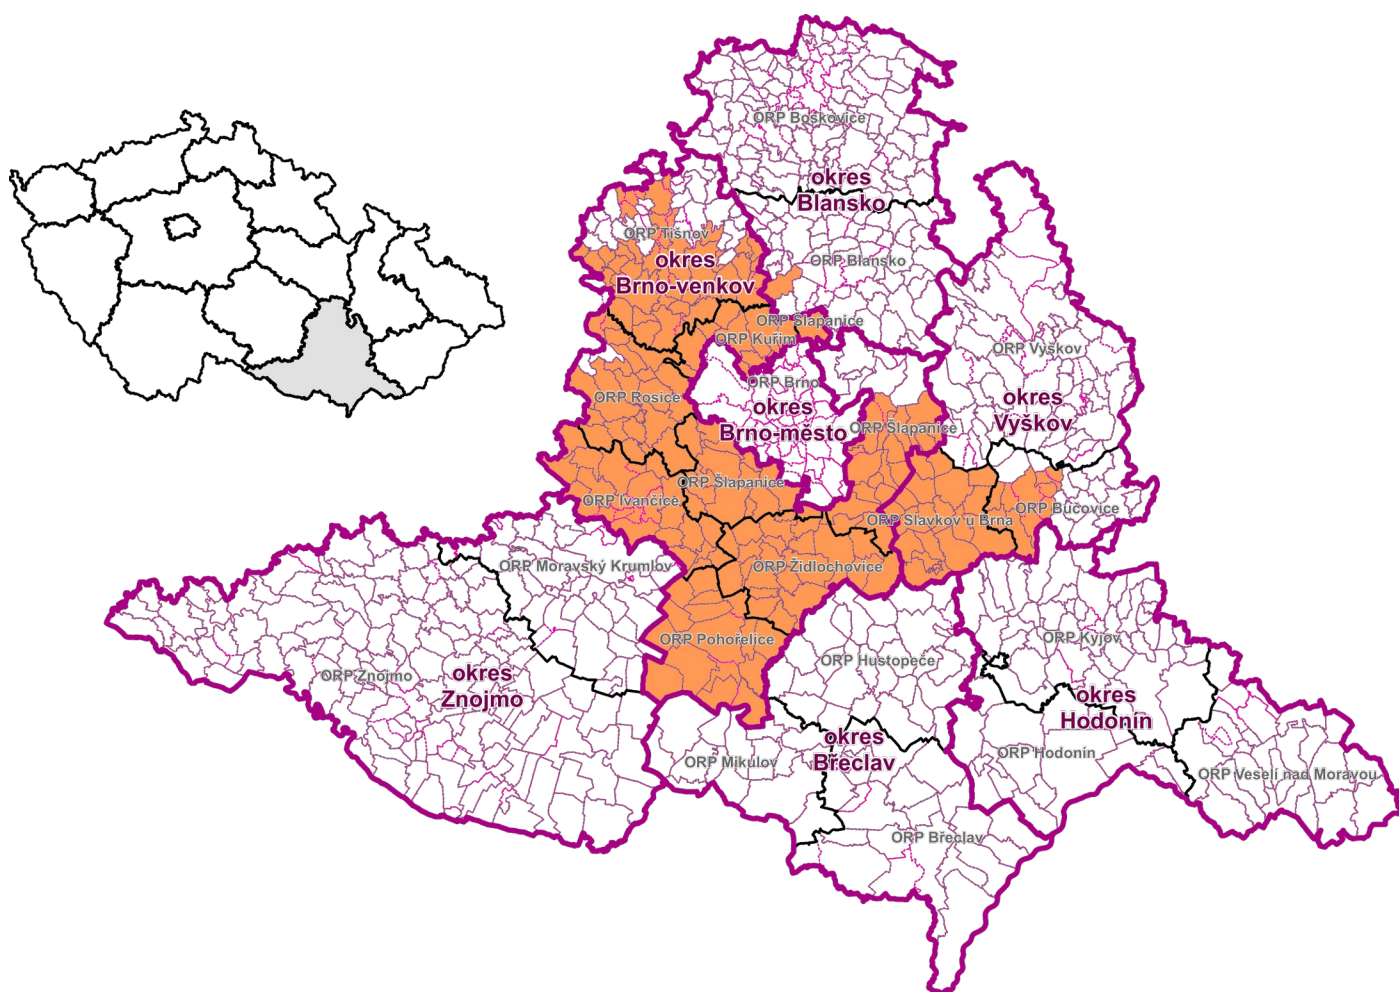 ORP Boskovice
okres
Blansko
ORP Tišnov
okres
Brno-venkov
ORP Blansko
ORP Šlapanice
ORP Kuřim
ORP Vyškov
ORP Brno
okres
Brno-město
okres
Vyškov
ORP Rosice
ORP Šlapanice
ORP Šlapanice
ORP Ivančice
ORP Bučovice
ORP Slavkov u Brna
ORP Moravský Krumlov
ORP Židlochovice
ORP Pohořelice
ORP Kyjov
ORP Hustopeče
ORP Znojmo
okres
Znojmo
okres
Hodonín
okres
Břeclav
ORP Mikulov
ORP Hodonín
ORP Veselí nad Moravou
ORP Břeclav